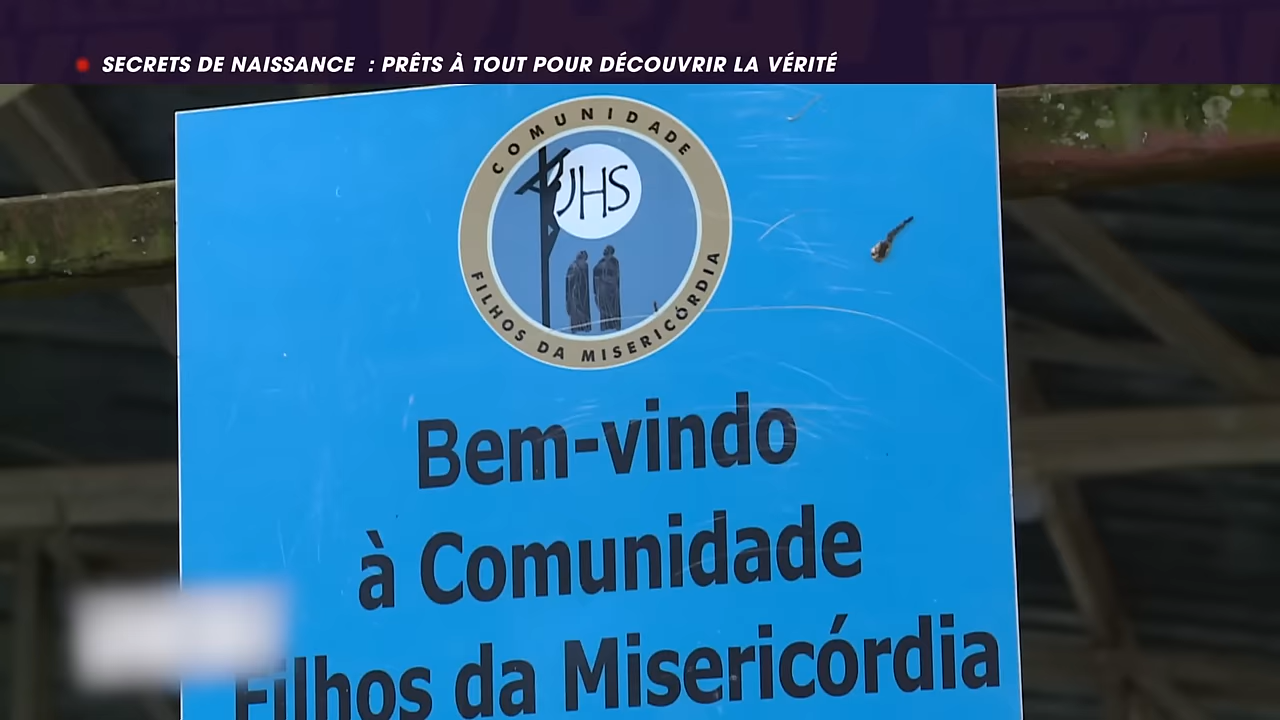 SECRETS DE NAISSANCE : PRÊTS À TOUT POUR DÉCOUVRIR LA VÉRITÉ
COMUNIDADE
JHS
FILHOS DA MISERICÓRDIA
Bem-vindo
à Comunidade
Filhos da Misericórdia